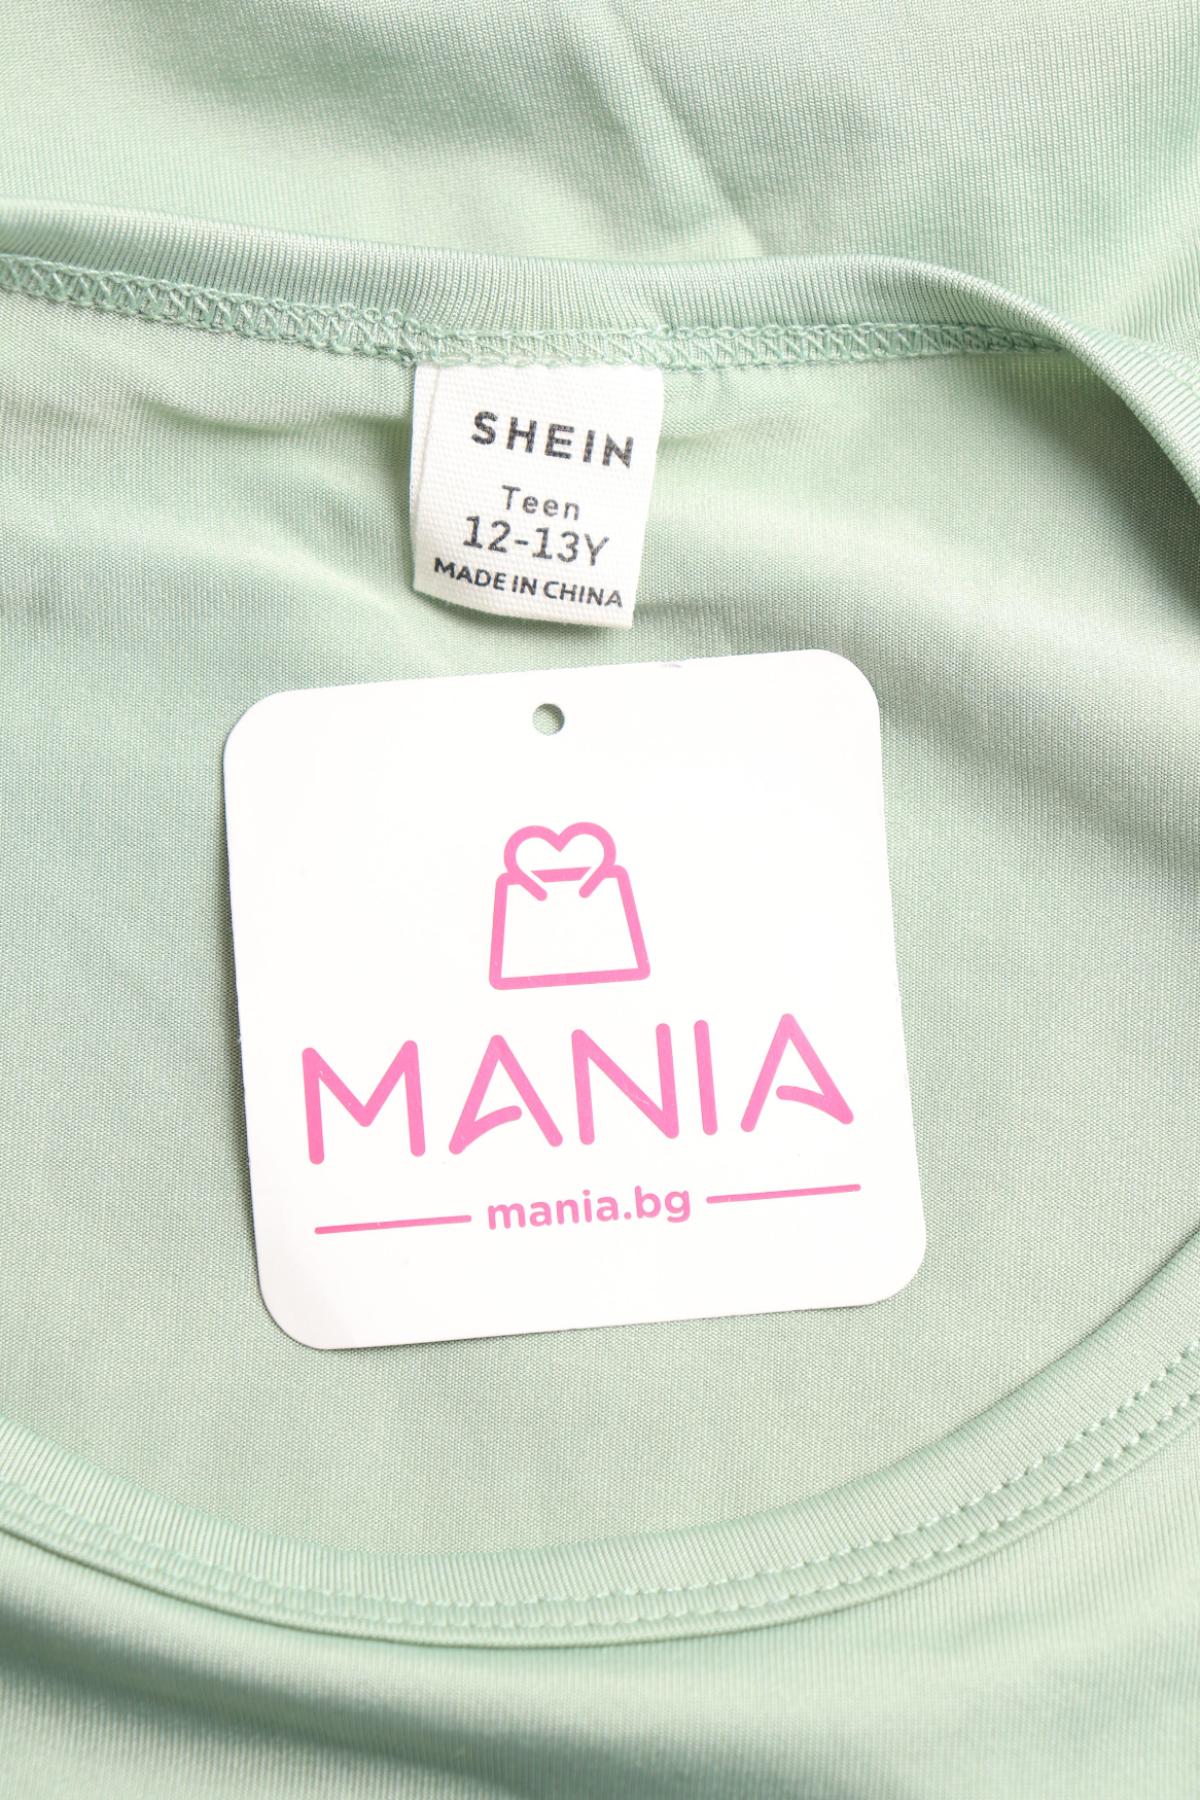 SHEIN
Teen
12-13Y
MADE IN CHINA
MANIA
mania.bg